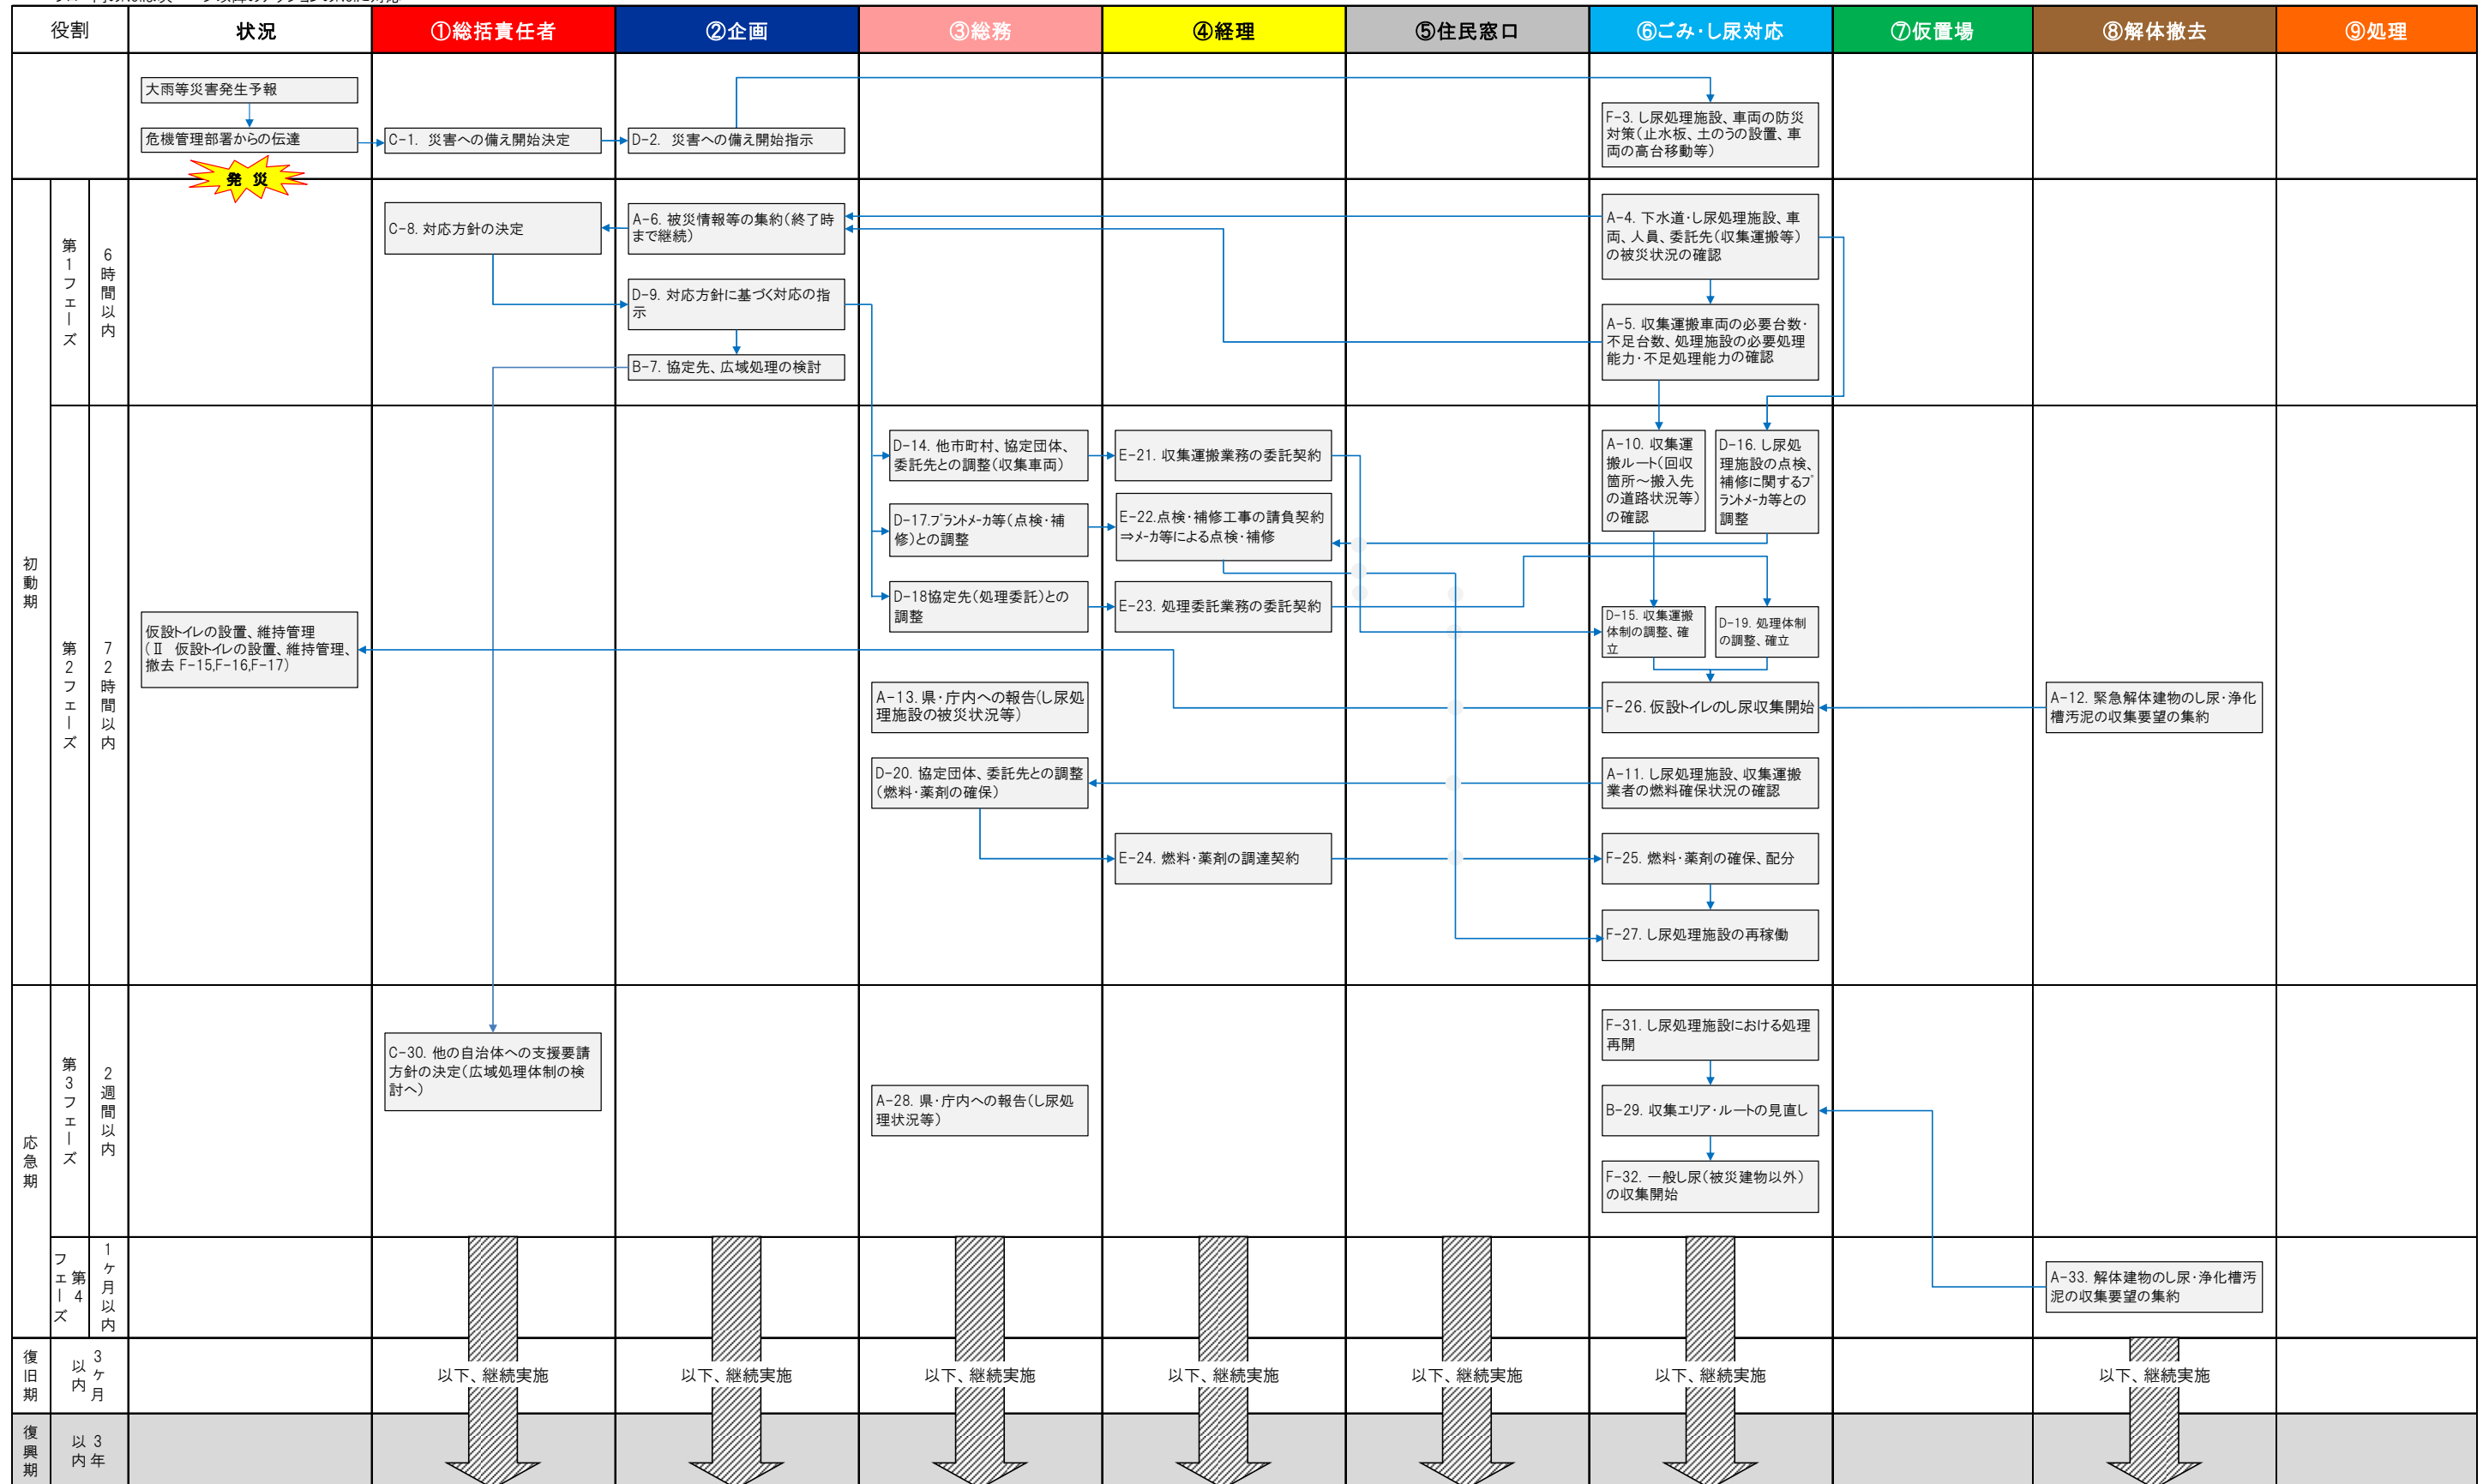 役割
状況
①総括責任者
②企画
③総務
④経理
⑤住民窓口
⑥ごみ・し尿対応
⑦仮置場
⑧解体撤去
⑨処理
大雨等災害発生予報
危機管理部署からの伝達
C-1. 災害への備え開始決定
D-2. 災害への備え開始指示
F-3. し尿処理施設、車両の防災
対策(止水板、土のうの設置、車
両の高台移動等)
発 災
初動期
第1フェーズ
6時間以内
C-8. 対応方針の決定
A-6. 被災情報等の集約(終了時
まで継続)
A-4. 下水道・し尿処理施設、車
両、人員、委託先(収集運搬等)
の被災状況の確認
D-9. 対応方針に基づく対応の指
示
A-5. 収集運搬車両の必要台数・
不足台数、処理施設の必要処理
能力・不足処理能力の確認
B-7. 協定先、広域処理の検討
第2フェーズ
72時間以内
D-14. 他市町村、協定団体、
委託先との調整(収集車両)
E-21. 収集運搬業務の委託契約
A-10. 収集運
搬ルート(回収
箇所~搬入先
の道路状況等)
の確認
D-16. し尿処
理施設の点検、
補修に関するプ
ラントメーカ等との
調整
D-17.プラントメーカ等(点検・補
修)との調整
E-22.点検・補修工事の請負契約
⇒メーカ等による点検・補修
D-18協定先(処理委託)との
調整
E-23. 処理委託業務の委託契約
D-15. 収集運搬
体制の調整、確
立
D-19. 処理体制
の調整、確立
仮設トイレの設置、維持管理
(Ⅱ 仮設トイレの設置、維持管理、
撤去 F-15,F-16,F-17)
A-13. 県・庁内への報告(し尿処
理施設の被災状況等)
F-26. 仮設トイレのし尿収集開始
A-12. 緊急解体建物のし尿・浄化
槽汚泥の収集要望の集約
D-20. 協定団体、委託先との調整
(燃料・薬剤の確保)
A-11. し尿処理施設、収集運搬
業者の燃料確保状況の確認
E-24. 燃料・薬剤の調達契約
F-25. 燃料・薬剤の確保、配分
F-27. し尿処理施設の再稼働
応急期
第3フェーズ
2週間以内
C-30. 他の自治体への支援要請
方針の決定(広域処理体制の検
討へ)
A-28. 県・庁内への報告(し尿処
理状況等)
F-31. し尿処理施設における処理
再開
B-29. 収集エリア・ルートの見直し
F-32. 一般し尿(被災建物以外)
の収集開始
第4フェーズ
1ヶ月以内
A-33. 解体建物のし尿・浄化槽汚
泥の収集要望の集約
復旧期
3ヶ月以内
以下、継続実施
以下、継続実施
以下、継続実施
以下、継続実施
以下、継続実施
以下、継続実施
以下、継続実施
復興期
3年以内